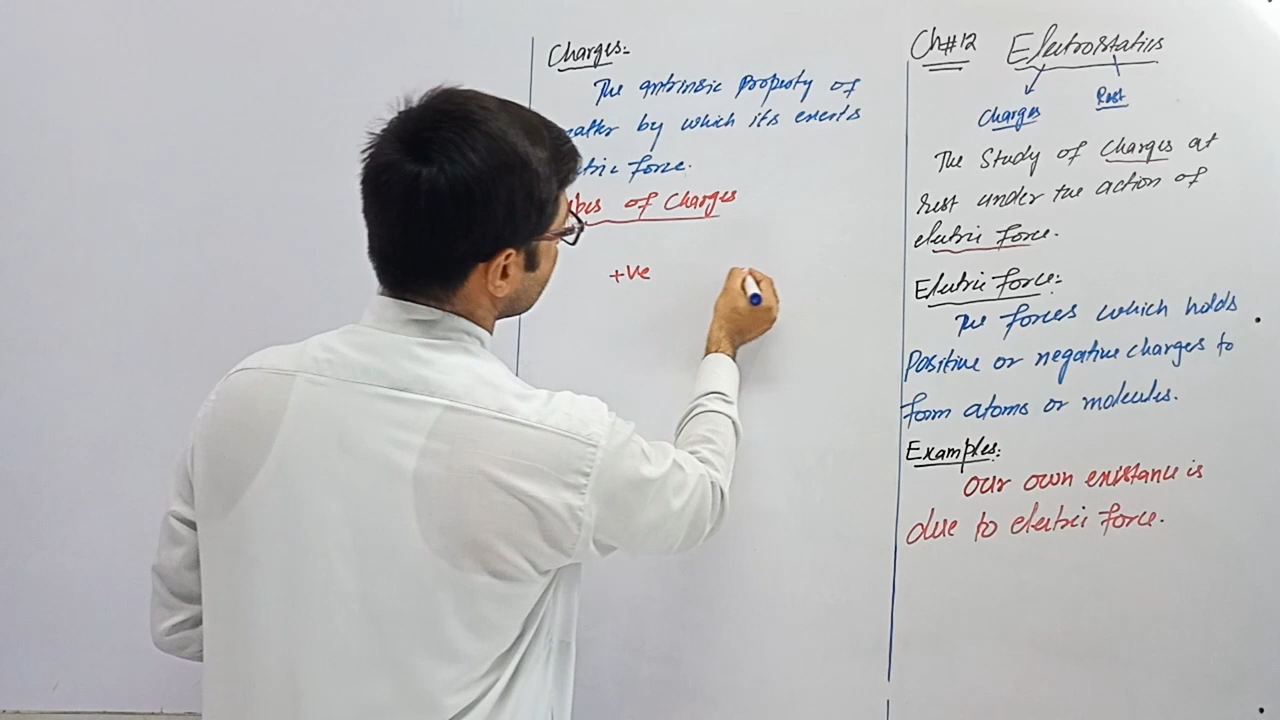 Ch#12 Electrostatics
Charges Rest
The Study of Charges at
rest under the action of
electric force.
Electric Force:-
The forces which holds
Positive or negative charges to
form atoms or molecules.
Examples:-
Our own existance is
due to electric force.
Charges:-
The intrinsic Property of
by which its exerts
force.
of Charges
+ve